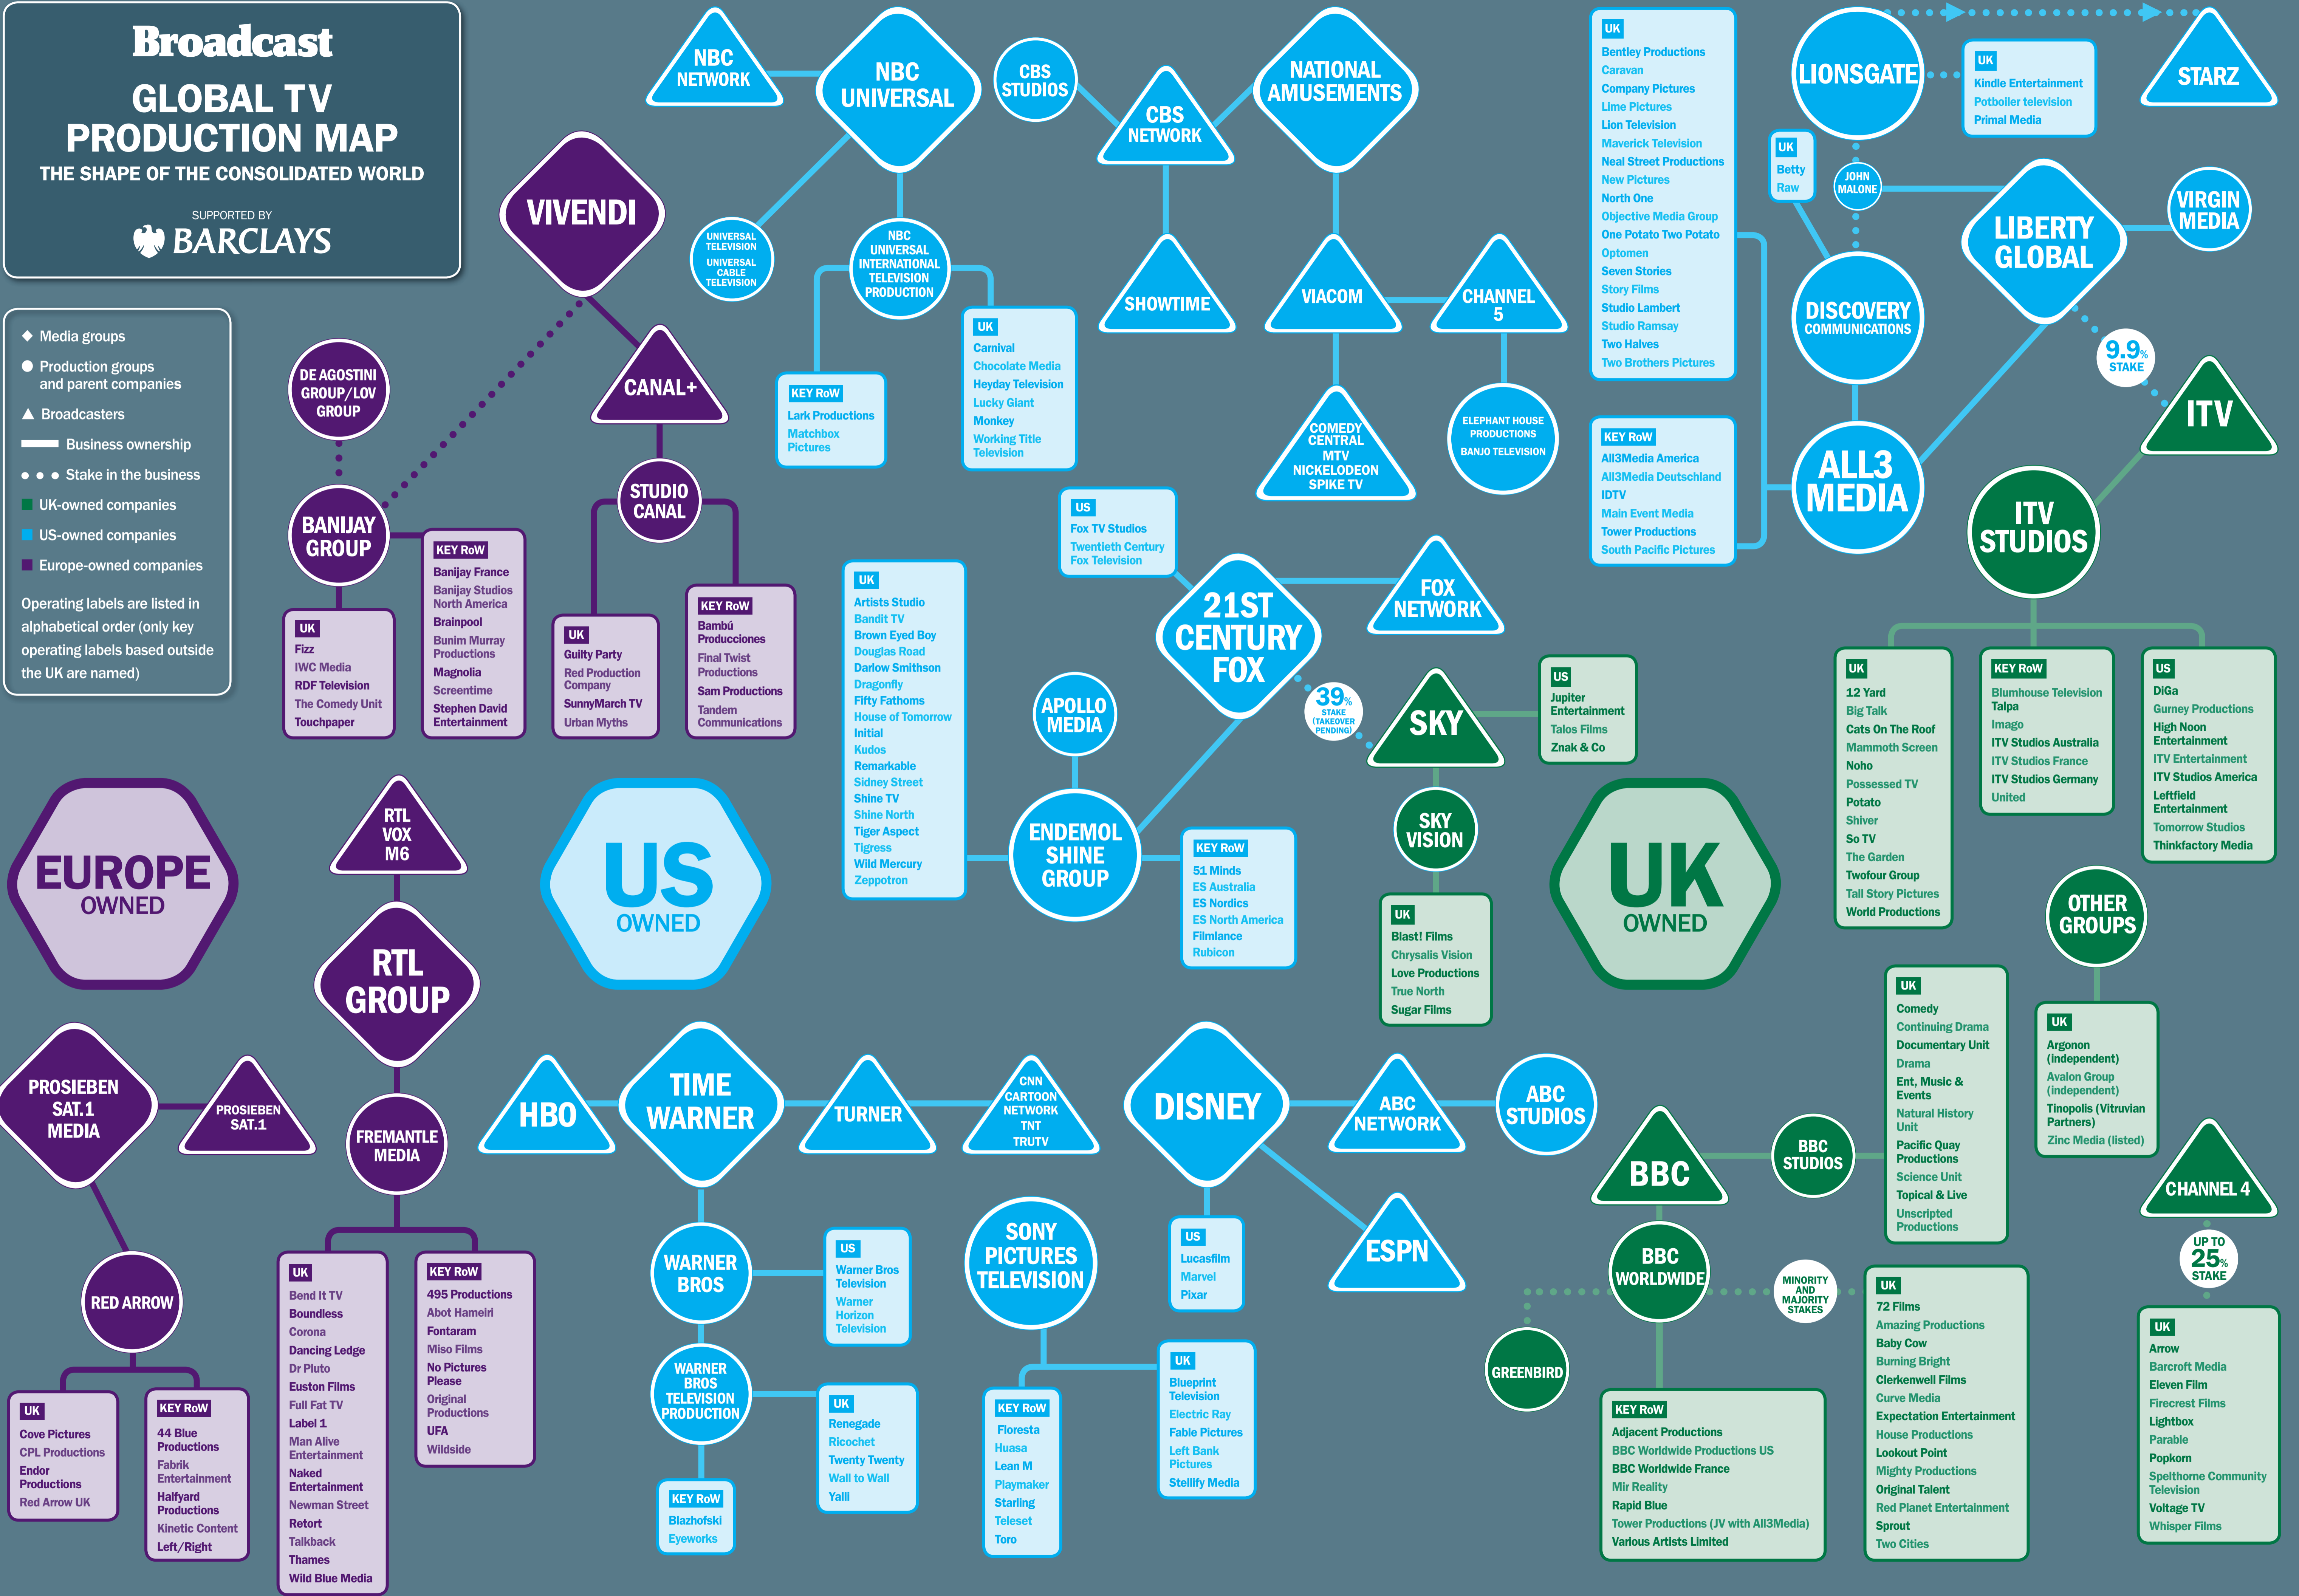 Broadcast
GLOBAL TV
PRODUCTION MAP
THE SHAPE OF THE CONSOLIDATED WORLD
SUPPORTED BY
BARCLAYS
Media groups
Production groups
and parent companies
Broadcasters
Business ownership
Stake in the business
UK-owned companies
US-owned companies
Europe-owned companies
Operating labels are listed in
alphabetical order (only key
operating labels based outside
the UK are named)
VIVENDI
DE AGOSTINI
GROUP/LOV
GROUP
CANAL+
BANIJAY
GROUP
STUDIO
CANAL
UK
Fizz
IWC Media
RDF Television
The Comedy Unit
Touchpaper
KEY RoW
Banijay France
Banijay Studios
North America
Brainpool
Bunim Murray
Productions
Magnolia
Screentime
Stephen David
Entertainment
UK
Guilty Party
Red Production
Company
SunnyMarch TV
Urban Myths
KEY RoW
Bambú
Producciones
Final Twist
Productions
Sam Productions
Tandem
Communications
NBC
NETWORK
NBC
UNIVERSAL
UNIVERSAL
TELEVISION
UNIVERSAL
CABLE
TELEVISION
NBC
UNIVERSAL
INTERNATIONAL
TELEVISION
PRODUCTION
KEY RoW
Lark Productions
Matchbox
Pictures
UK
Carnival
Chocolate Media
Heyday Television
Lucky Giant
Monkey
Working Title
Television
CBS
STUDIOS
CBS
NETWORK
NATIONAL
AMUSEMENTS
SHOWTIME
VIACOM
CHANNEL
5
COMEDY
CENTRAL
MTV
NICKELODEON
SPIKE TV
ELEPHANT HOUSE
PRODUCTIONS
BANJO TELEVISION
UK
Bentley Productions
Caravan
Company Pictures
Lime Pictures
Lion Television
Maverick Television
Neal Street Productions
New Pictures
North One
Objective Media Group
One Potato Two Potato
Optomen
Seven Stories
Story Films
Studio Lambert
Studio Ramsay
Two Halves
Two Brothers Pictures
KEY RoW
All3Media America
All3Media Deutschland
IDTV
Main Event Media
Tower Productions
South Pacific Pictures
LIONSGATE
UK
Kindle Entertainment
Potboiler television
Primal Media
STARZ
UK
Betty
Raw
JOHN
MALONE
LIBERTY
GLOBAL
VIRGIN
MEDIA
DISCOVERY
COMMUNICATIONS
9.9%
STAKE
ALL3
MEDIA
ITV
ITV
STUDIOS
UK
12 Yard
Big Talk
Cats On The Roof
Mammoth Screen
Noho
Possessed TV
Potato
Shiver
So TV
The Garden
Twofour Group
Tall Story Pictures
World Productions
KEY RoW
Blumhouse Television
Talpa
Imago
ITV Studios Australia
ITV Studios France
ITV Studios Germany
United
US
DiGa
Gurney Productions
High Noon
Entertainment
ITV Entertainment
ITV Studios America
Leftfield
Entertainment
Tomorrow Studios
Thinkfactory Media
US
Fox TV Studios
Twentieth Century
Fox Television
21ST
CENTURY
FOX
FOX
NETWORK
39%
STAKE
(TAKEOVER
PENDING)
SKY
US
Jupiter
Entertainment
Talos Films
Znak & Co
SKY
VISION
UK
Blast! Films
Chrysalis Vision
Love Productions
True North
Sugar Films
UK
Artists Studio
Bandit TV
Brown Eyed Boy
Douglas Road
Darlow Smithson
Dragonfly
Fifty Fathoms
House of Tomorrow
Initial
Kudos
Remarkable
Sidney Street
Shine TV
Shine North
Tiger Aspect
Tigress
Wild Mercury
Zeppotron
APOLLO
MEDIA
ENDEMOL
SHINE
GROUP
KEY RoW
51 Minds
ES Australia
ES Nordics
ES North America
Filmlance
Rubicon
EUROPE
OWNED
US
OWNED
UK
OWNED
RTL
VOX
M6
RTL
GROUP
PROSIEBEN
SAT.1
MEDIA
PROSIEBEN
SAT.1
FREMANTLE
MEDIA
RED ARROW
UK
Cove Pictures
CPL Productions
Endor
Productions
Red Arrow UK
KEY RoW
44 Blue
Productions
Fabrik
Entertainment
Halfyard
Productions
Kinetic Content
Left/Right
UK
Bend It TV
Boundless
Corona
Dancing Ledge
Dr Pluto
Euston Films
Full Fat TV
Label 1
Man Alive
Entertainment
Naked
Entertainment
Newman Street
Retort
Talkback
Thames
Wild Blue Media
KEY RoW
495 Productions
Abot Hameiri
Fontaram
Miso Films
No Pictures
Please
Original
Productions
UFA
Wildside
HBO
TIME
WARNER
TURNER
CNN
CARTOON
NETWORK
TNT
TRUTV
WARNER
BROS
US
Warner Bros
Television
Warner
Horizon
Television
WARNER
BROS
TELEVISION
PRODUCTION
UK
Renegade
Ricochet
Twenty Twenty
Wall to Wall
Yalli
KEY RoW
Blazhofski
Eyeworks
DISNEY
ABC
NETWORK
ABC
STUDIOS
US
Lucasfilm
Marvel
Pixar
ESPN
SONY
PICTURES
TELEVISION
KEY RoW
Floresta
Huasa
Lean M
Playmaker
Starling
Teleset
Toro
UK
Blueprint
Television
Electric Ray
Fable Pictures
Left Bank
Pictures
Stellify Media
BBC
BBC
STUDIOS
UK
Comedy
Continuing Drama
Documentary Unit
Drama
Ent, Music &
Events
Natural History
Unit
Pacific Quay
Productions
Science Unit
Topical & Live
Unscripted
Productions
BBC
WORLDWIDE
MINORITY
AND
MAJORITY
STAKES
GREENBIRD
KEY RoW
Adjacent Productions
BBC Worldwide Productions US
BBC Worldwide France
Mir Reality
Rapid Blue
Tower Productions (JV with All3Media)
Various Artists Limited
UK
72 Films
Amazing Productions
Baby Cow
Burning Bright
Clerkenwell Films
Curve Media
Expectation Entertainment
House Productions
Lookout Point
Mighty Productions
Original Talent
Red Planet Entertainment
Sprout
Two Cities
OTHER
GROUPS
UK
Argonon
(independent)
Avalon Group
(independent)
Tinopolis (Vitruvian
Partners)
Zinc Media (listed)
CHANNEL 4
UP TO
25%
STAKE
UK
Arrow
Barcroft Media
Eleven Film
Firecrest Films
Lightbox
Parable
Popkorn
Spelthorne Community
Television
Voltage TV
Whisper Films